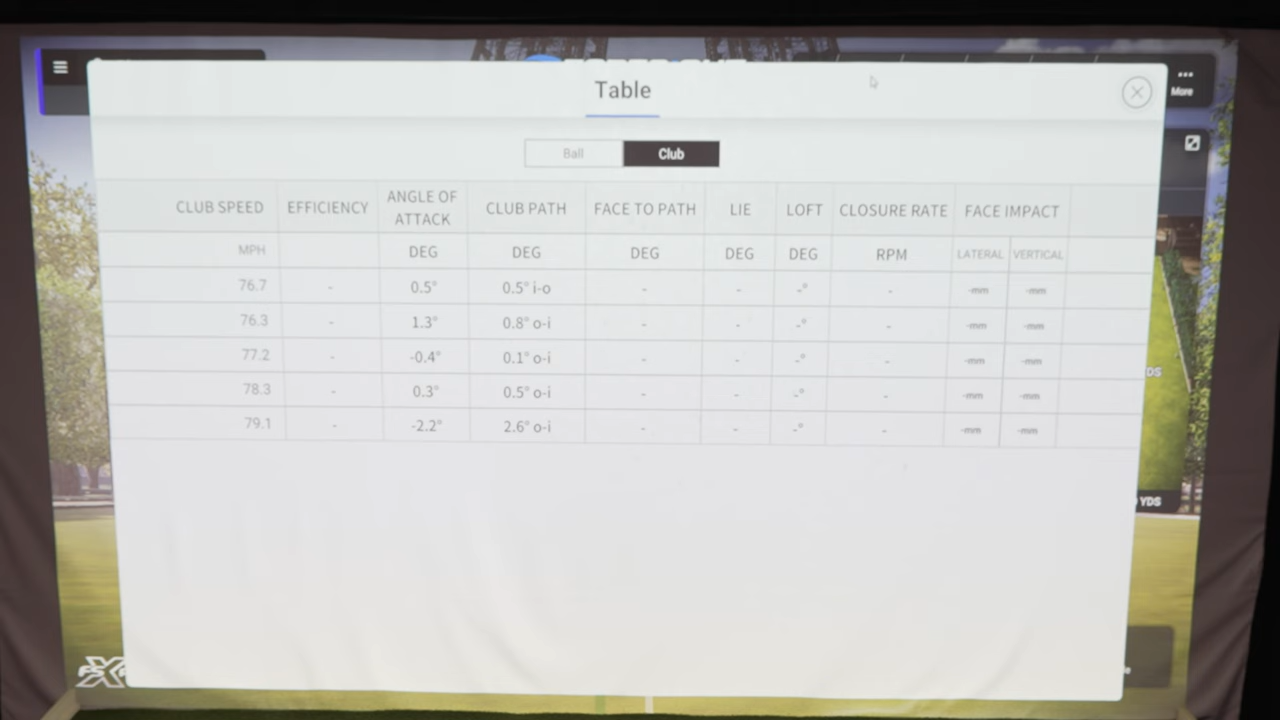 More
Table
Ball Club
CLUB SPEED EFFICIENCY ANGLE OF ATTACK CLUB PATH FACE TO PATH LIE LOFT CLOSURE RATE FACE IMPACT
MPH DEG DEG DEG DEG DEG RPM LATERAL VERTICAL
76.7 - 0.5° 0.5° i-o - - -° - -mm -mm
76.3 - 1.3° 0.8° o-i - - -° - -mm -mm
77.2 - -0.4° 0.1° o-i - - -° - -mm -mm
78.3 - 0.3° 0.5° o-i - - -° - -mm -mm
79.1 - -2.2° 2.6° o-i - - -° - -mm -mm
YDS